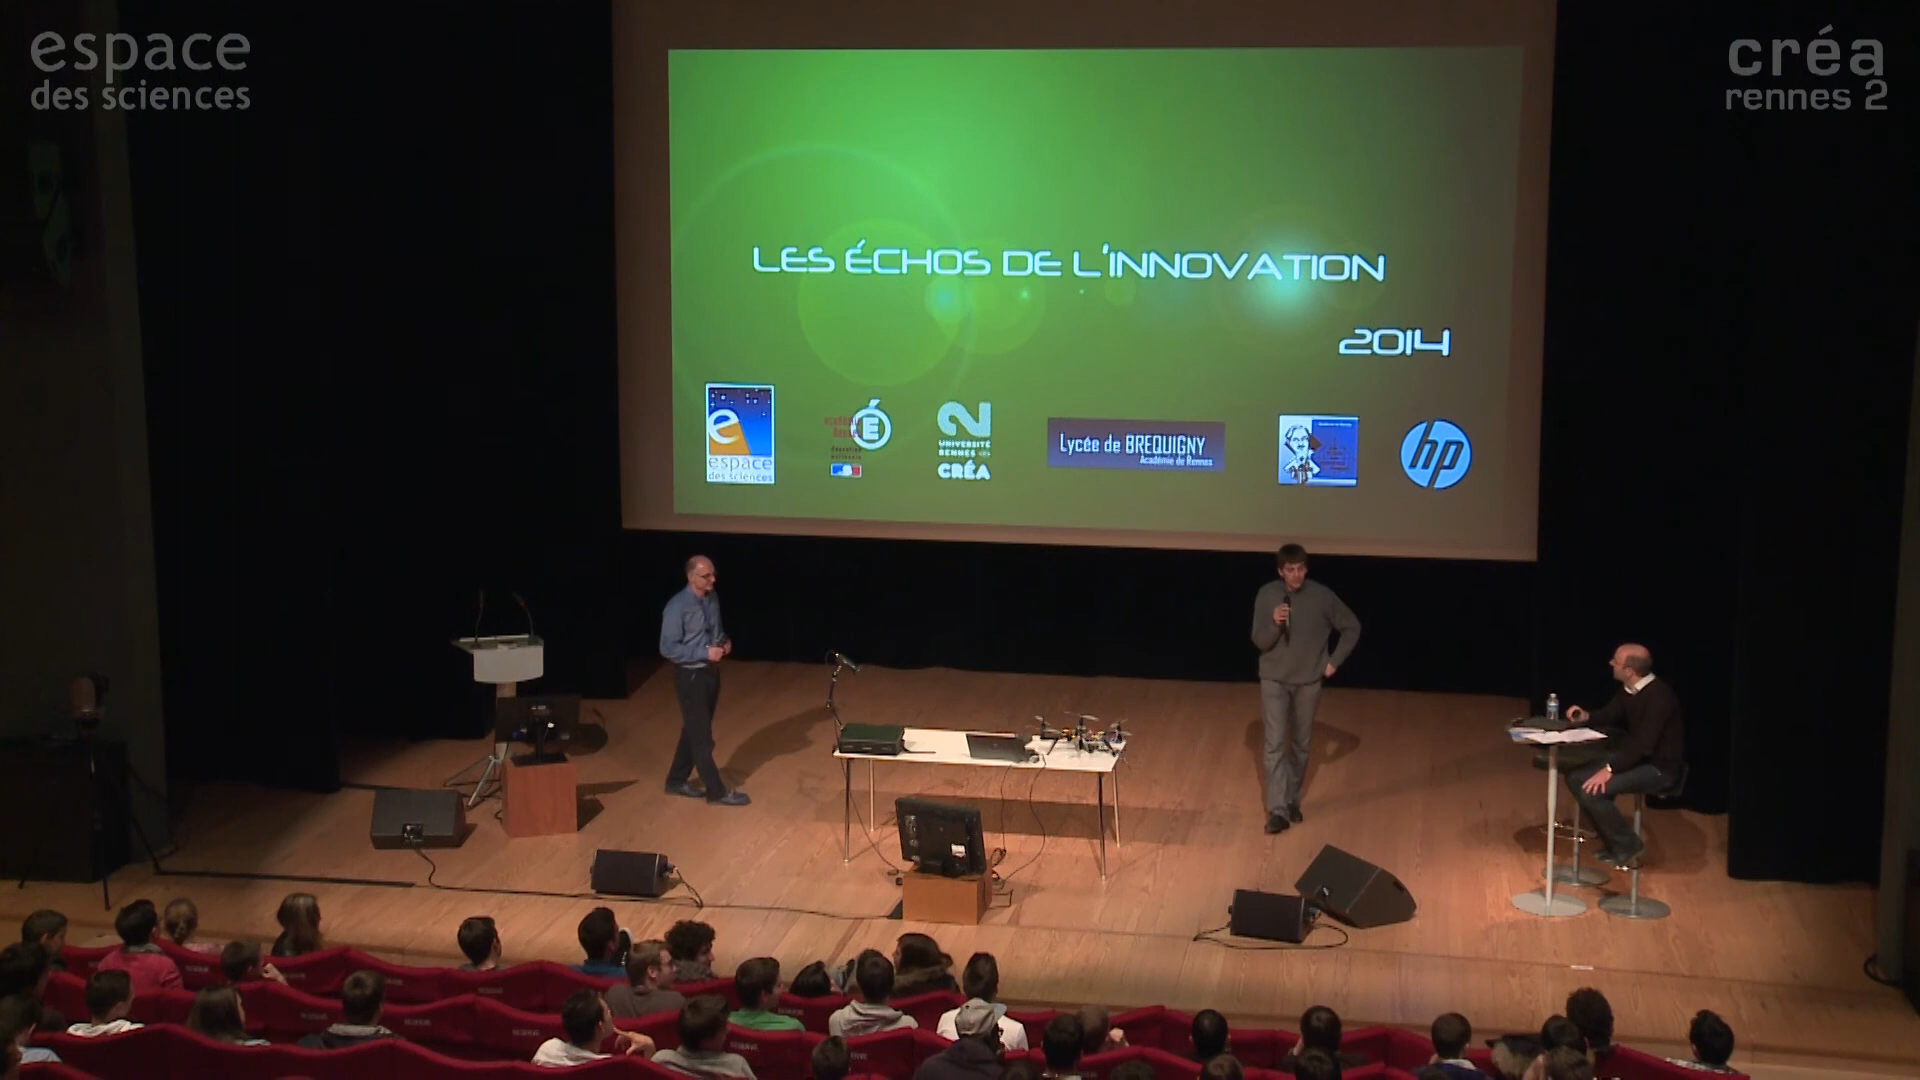 espace
des sciences
créa
rennes 2
LES ÉCHOS DE L'INNOVATION
2014
espace
des sciences
UNIVERSITÉ
RENNES
CRÉA
Lycée de BREQUIGNY
Académie de Rennes
hp